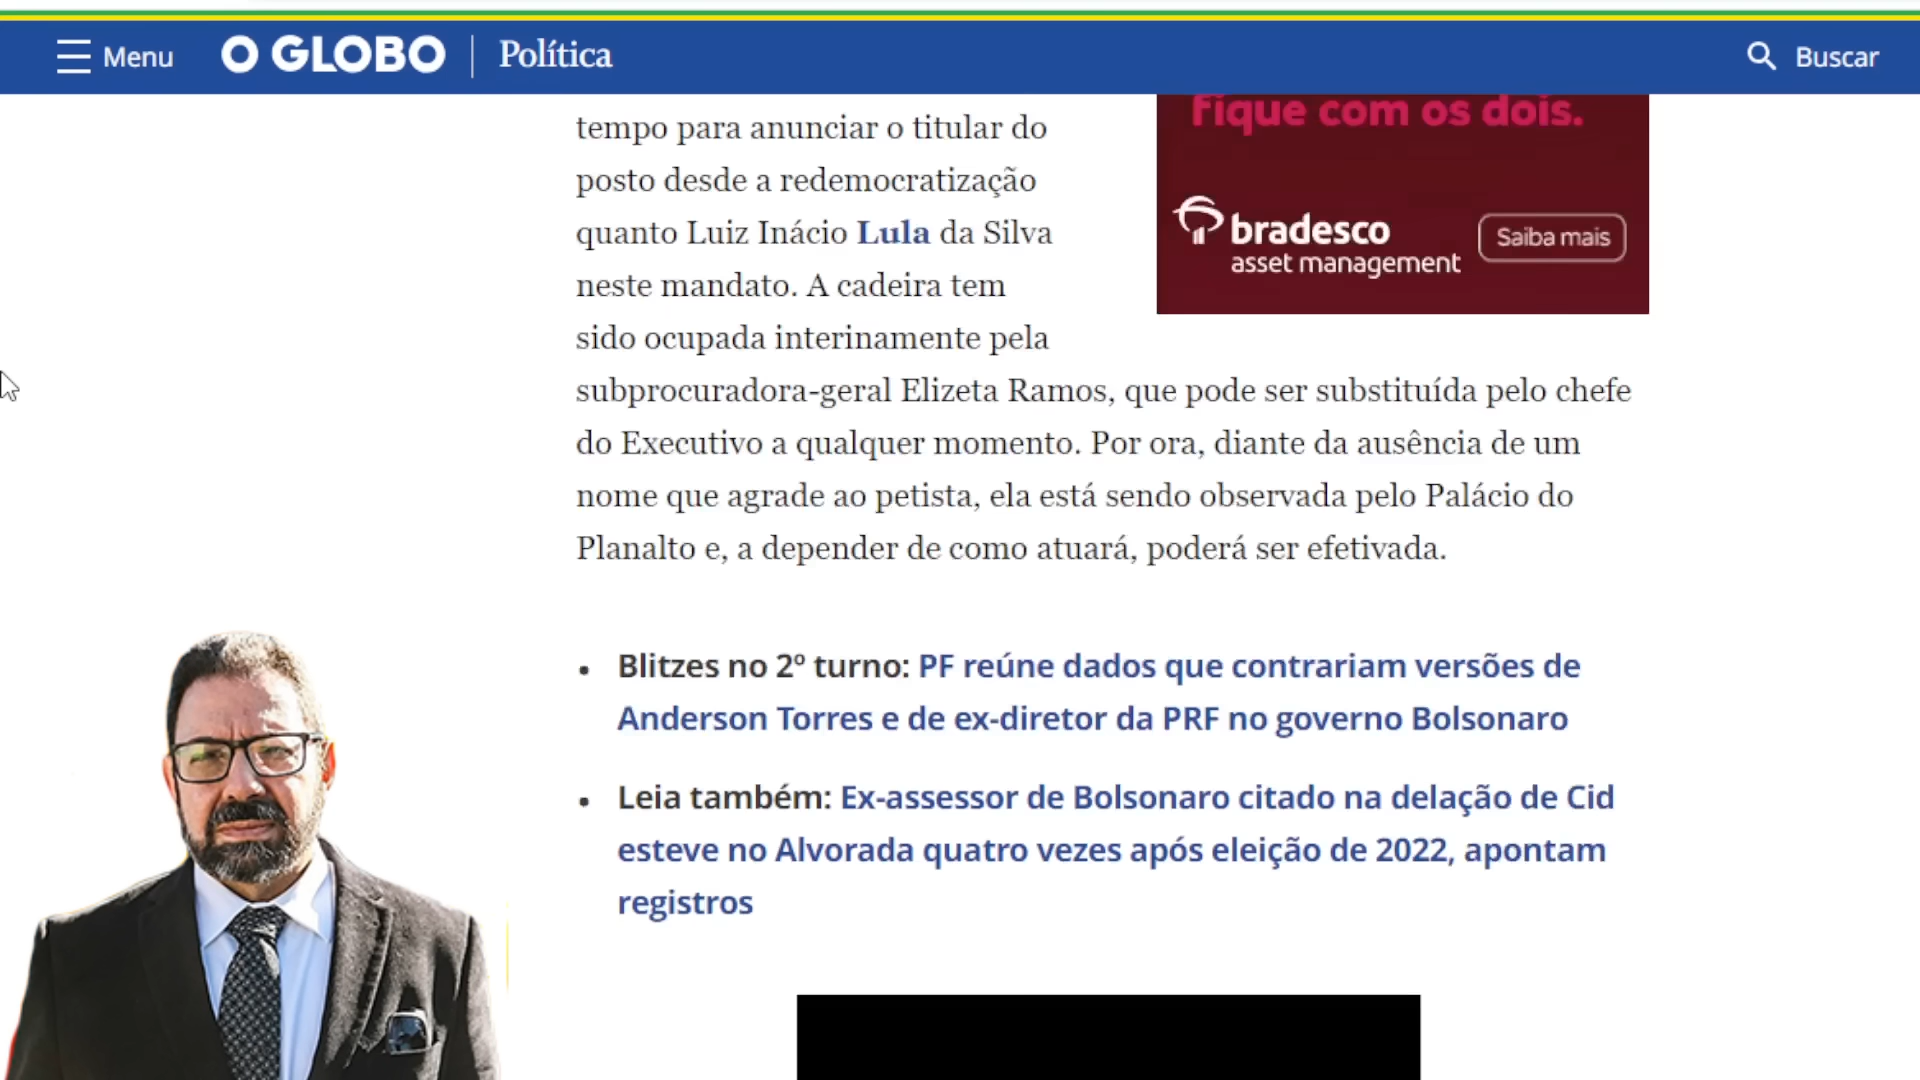 Menu
O GLOBO
Política
Buscar
fique com os dois.
bradesco
asset management
Saiba mais
tempo para anunciar o titular do
posto desde a redemocratização
quanto Luiz Inácio Lula da Silva
neste mandato. A cadeira tem
sido ocupada interinamente pela
subprocuradora-geral Elizeta Ramos, que pode ser substituída pelo chefe
do Executivo a qualquer momento. Por ora, diante da ausência de um
nome que agrade ao petista, ela está sendo observada pelo Palácio do
Planalto e, a depender de como atuará, poderá ser efetivada.
• Blitzes no 2º turno: PF reúne dados que contrariam versões de
Anderson Torres e de ex-diretor da PRF no governo Bolsonaro
• Leia também: Ex-assessor de Bolsonaro citado na delação de Cid
esteve no Alvorada quatro vezes após eleição de 2022, apontam
registros